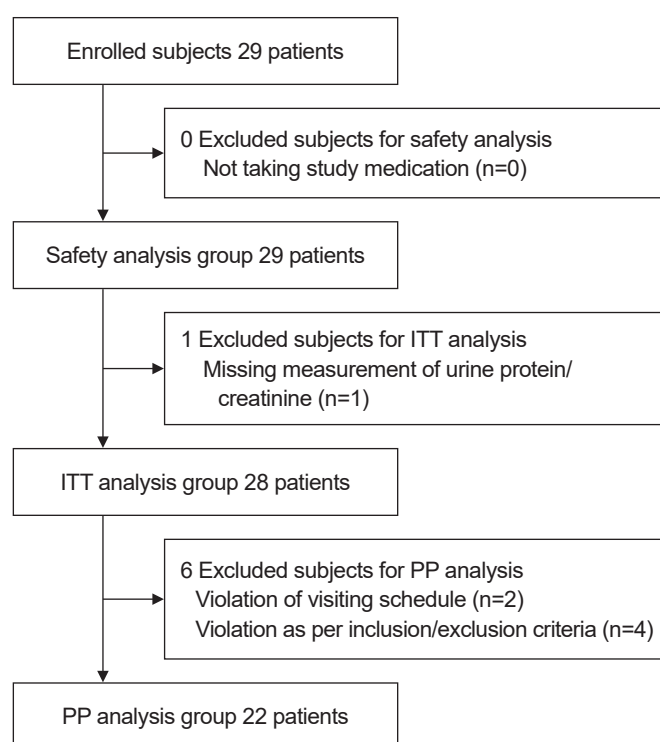 Enrolled subjects 29 patients
0 Excluded subjects for safety analysis
Not taking study medication (n=0)
Safety analysis group 29 patients
1 Excluded subjects for ITT analysis
Missing measurement of urine protein/
creatinine (n=1)
ITT analysis group 28 patients
6 Excluded subjects for PP analysis
Violation of visiting schedule (n=2)
Violation as per inclusion/exclusion criteria (n=4)
PP analysis group 22 patients